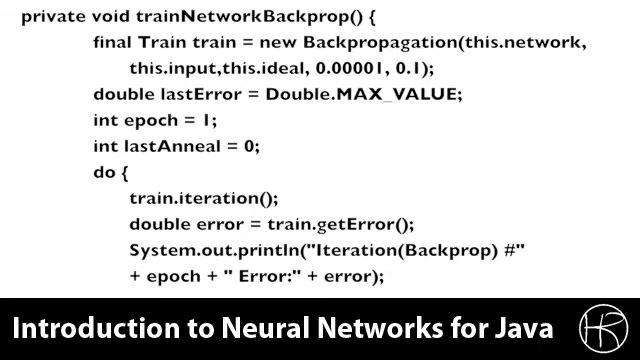 private void trainNetworkBackprop() {
final Train train = new Backpropagation(this.network,
this.input,this.ideal, 0.00001, 0.1);
double lastError = Double.MAX_VALUE;
int epoch = 1;
int lastAnneal = 0;
do {
train.iteration();
double error = train.getError();
System.out.println("Iteration(Backprop) #"
+ epoch + " Error:" + error);
Introduction to Neural Networks for Java